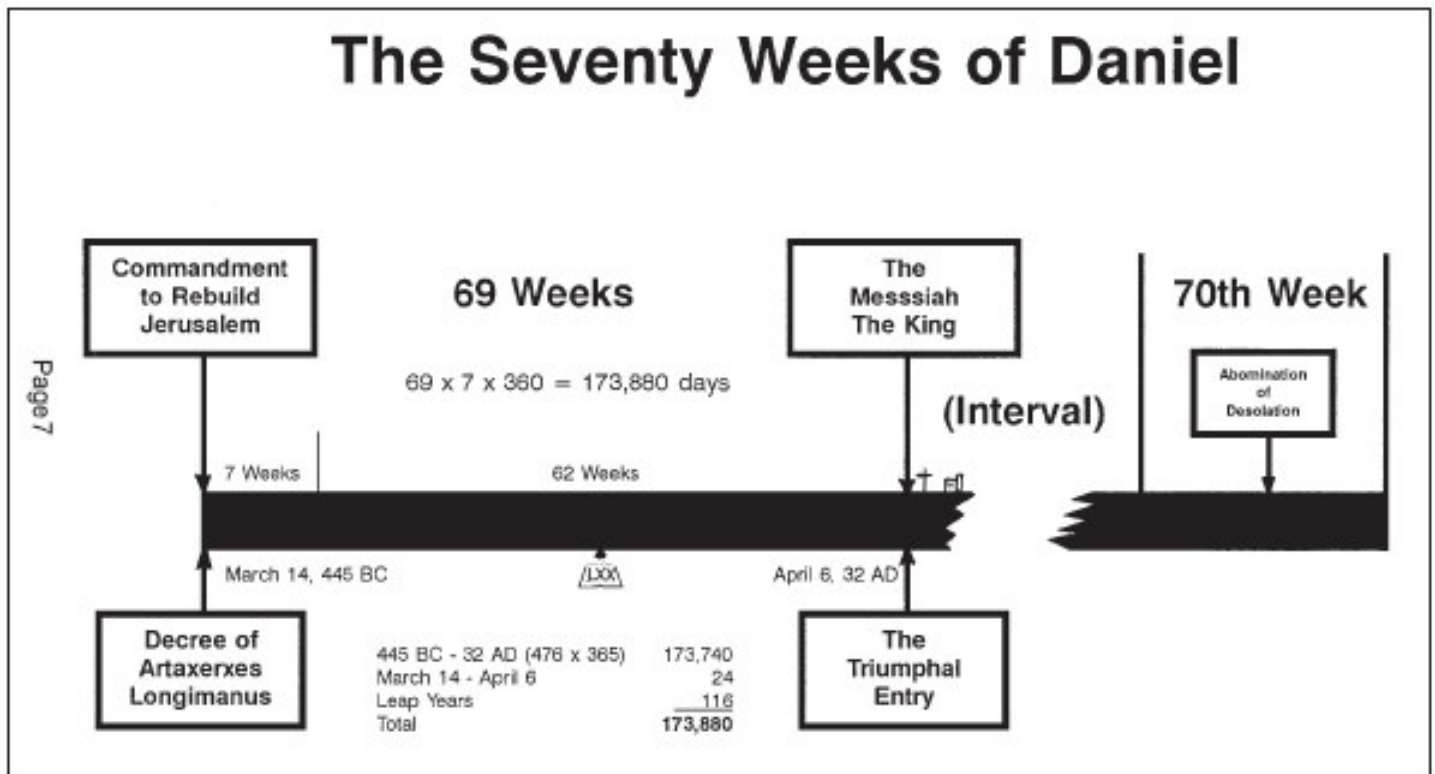 The Seventy Weeks of Daniel
Commandment
to Rebuild
Jerusalem
69 Weeks
The
Messsiah
The King
70th Week
69 x 7 x 360 = 173,880 days
(Interval)
Abomination
of
Desolation
Page7
7 Weeks
62 Weeks
March 14, 445 BC
LXX
April 6, 32 AD
Decree of
Artaxerxes
Longimanus
445 BC - 32 AD (476 x 365) 173,740
March 14 - April 6 24
Leap Years 116
Total 173,880
The
Triumphal
Entry